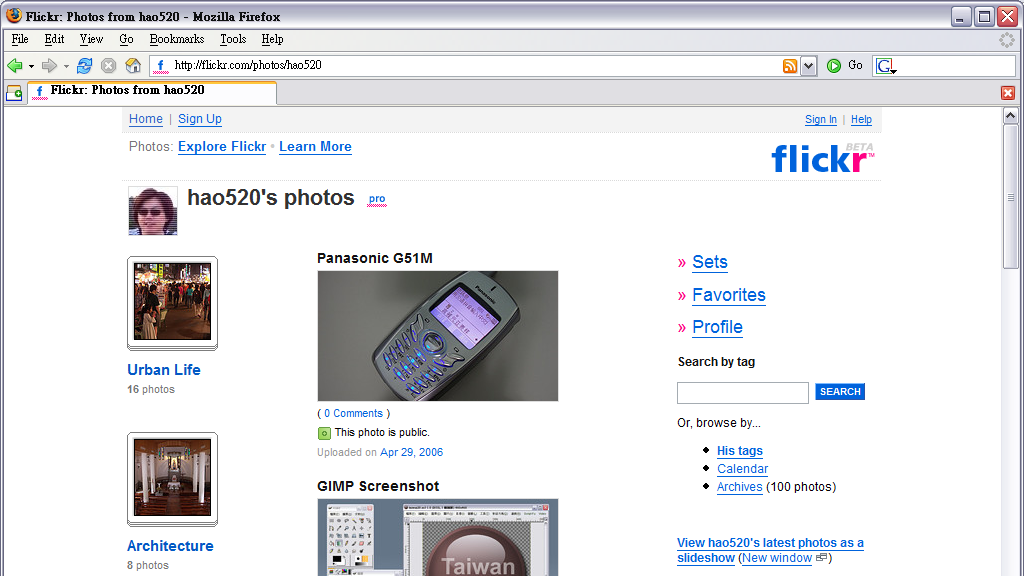 Flickr: Photos from hao520 - Mozilla Firefox
File Edit View Go Bookmarks Tools Help
http://flickr.com/photos/hao520 Go
Flickr: Photos from hao520
Home | Sign Up Sign In | Help
Photos: Explore Flickr • Learn More
flickr BETA ™
hao520's photos pro
Urban Life
16 photos
Architecture
8 photos
Panasonic G51M
Panasonic
( 0 Comments )
This photo is public.
Uploaded on Apr 29, 2006
GIMP Screenshot
Taiwan
» Sets
» Favorites
» Profile
Search by tag
SEARCH
Or, browse by...
His tags
Calendar
Archives (100 photos)
View hao520's latest photos as a
slideshow (New window)